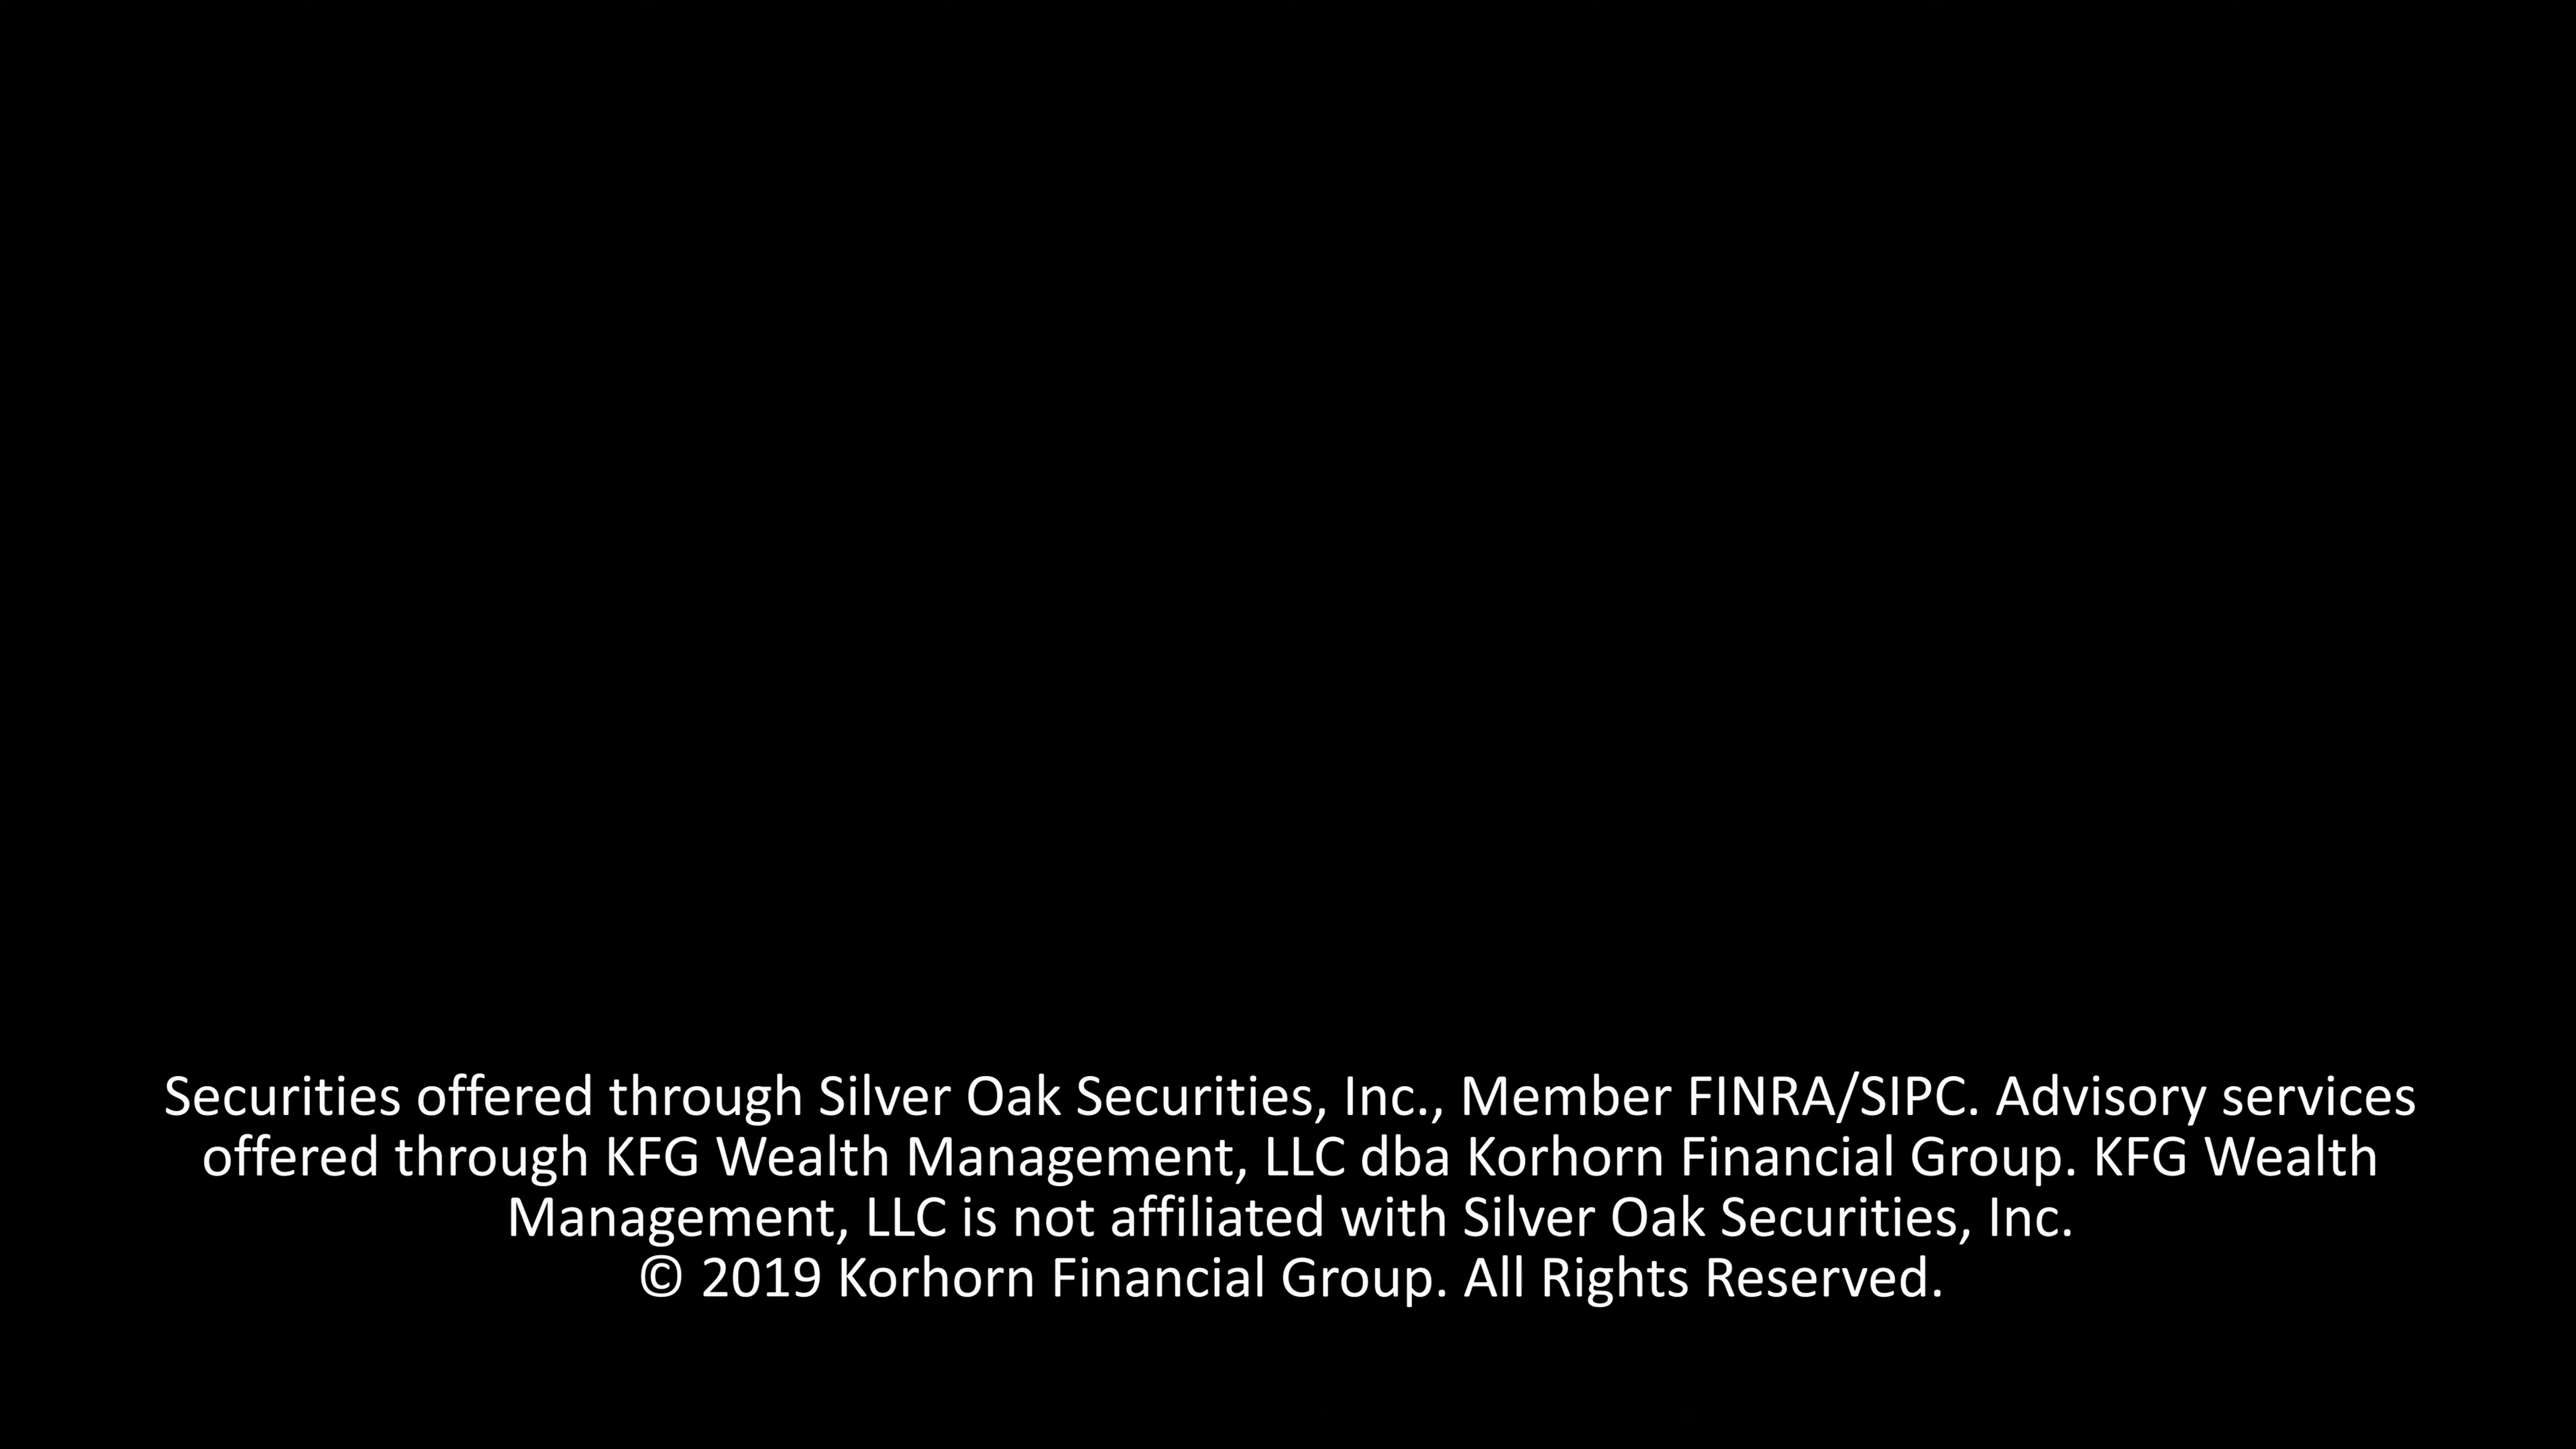 Securities offered through Silver Oak Securities, Inc., Member FINRA/SIPC. Advisory services
offered through KFG Wealth Management, LLC dba Korhorn Financial Group. KFG Wealth
Management, LLC is not affiliated with Silver Oak Securities, Inc.
© 2019 Korhorn Financial Group. All Rights Reserved.